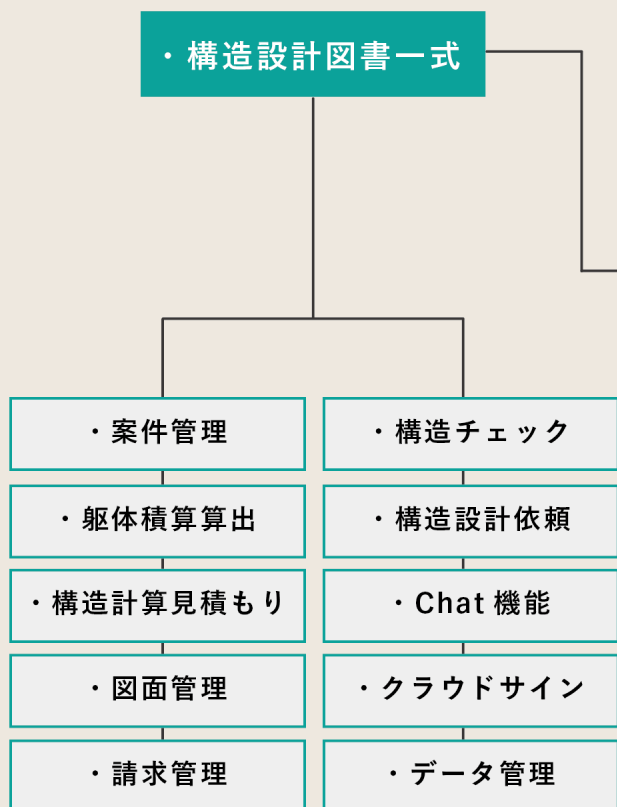 ・構造設計図書一式
・案件管理
・構造チェック
・躯体積算算出
・構造設計依頼
・構造計算見積もり
・Chat 機能
・図面管理
・クラウドサイン
・請求管理
・データ管理